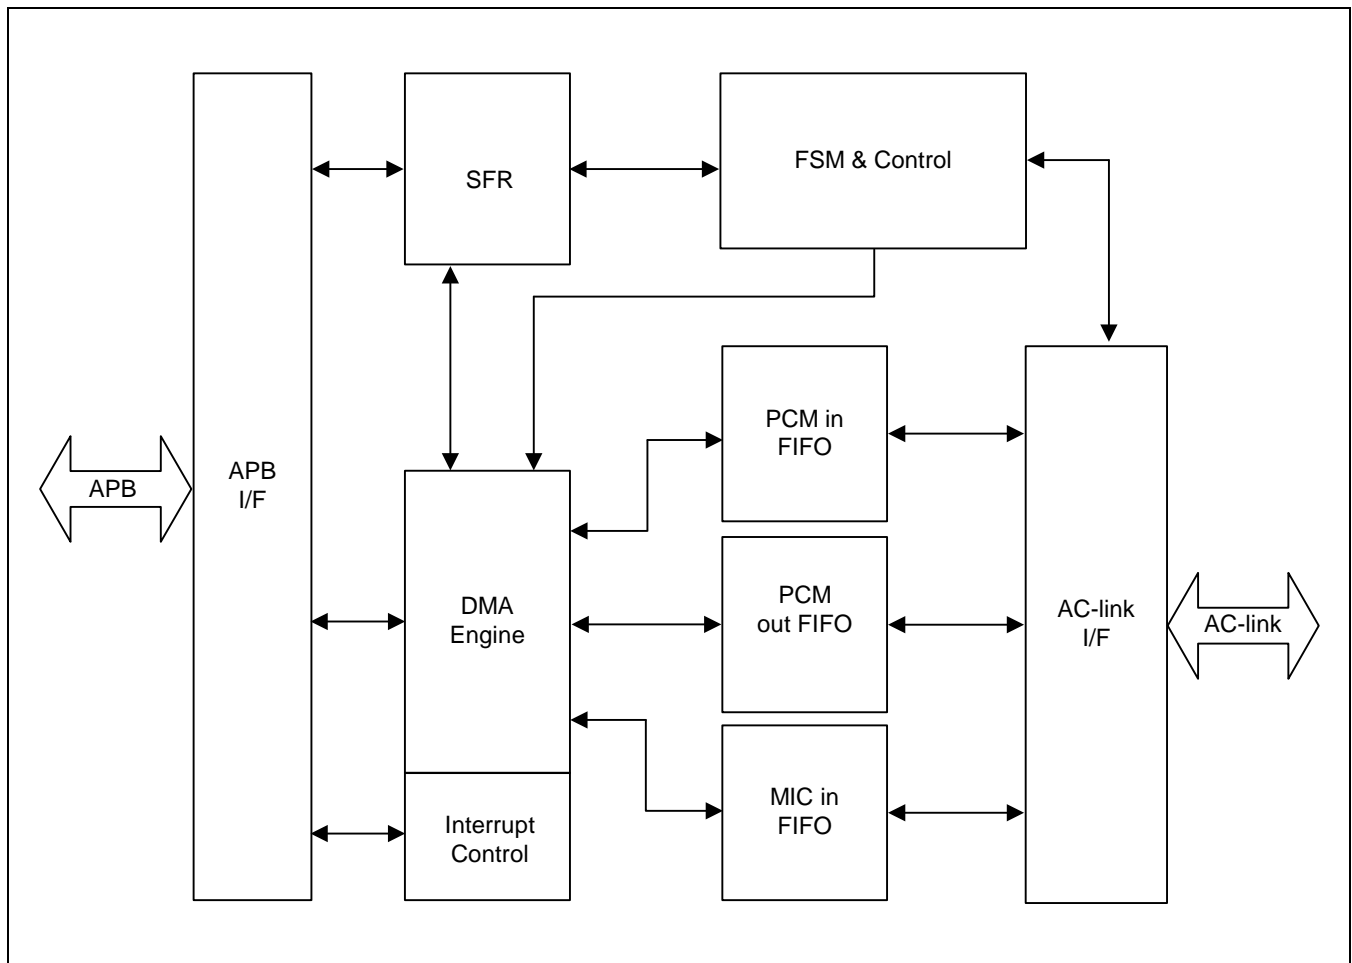 SFR
FSM & Control
APB
APB
I/F
PCM in
FIFO
DMA
Engine
PCM
out FIFO
AC-link
I/F
AC-link
MIC in
FIFO
Interrupt
Control